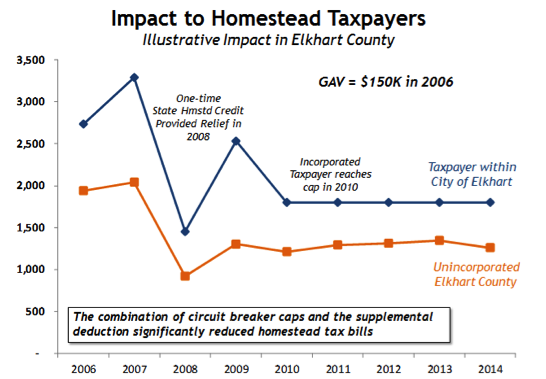 Impact to Homestead Taxpayers
Illustrative Impact in Elkhart County
3,500
3,000
2,500
2,000
1,500
1,000
500
-
GAV = $150K in 2006
One-time
State Hmstd Credit
Provided Relief in
2008
Incorporated
Taxpayer reaches
cap in 2010
Taxpayer within
City of Elkhart
Unincorporated
Elkhart County
The combination of circuit breaker caps and the supplemental
deduction significantly reduced homestead tax bills
2006 2007 2008 2009 2010 2011 2012 2013 2014